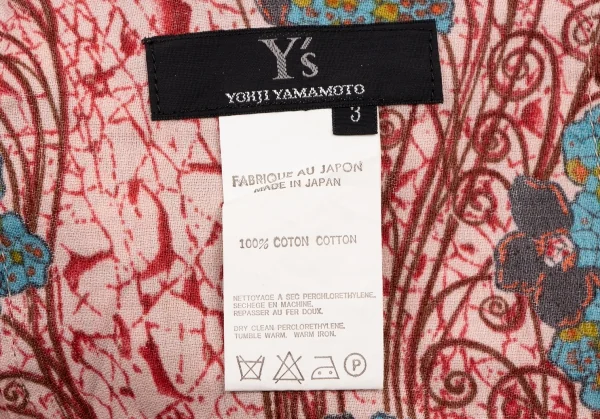 Y's
YOHJI YAMAMOTO
3
FABRIQUE AU JAPON
MADE IN JAPAN
100% COTON COTTON
NETTOYAGE A SEC PERCHLORETHYLENE.
SECHEGE EN MACHINE.
REPASSER AU FER DOUX.
DRY CLEAN PERCLORETHYLENE.
TUMBLE WARM. WARM IRON.
P